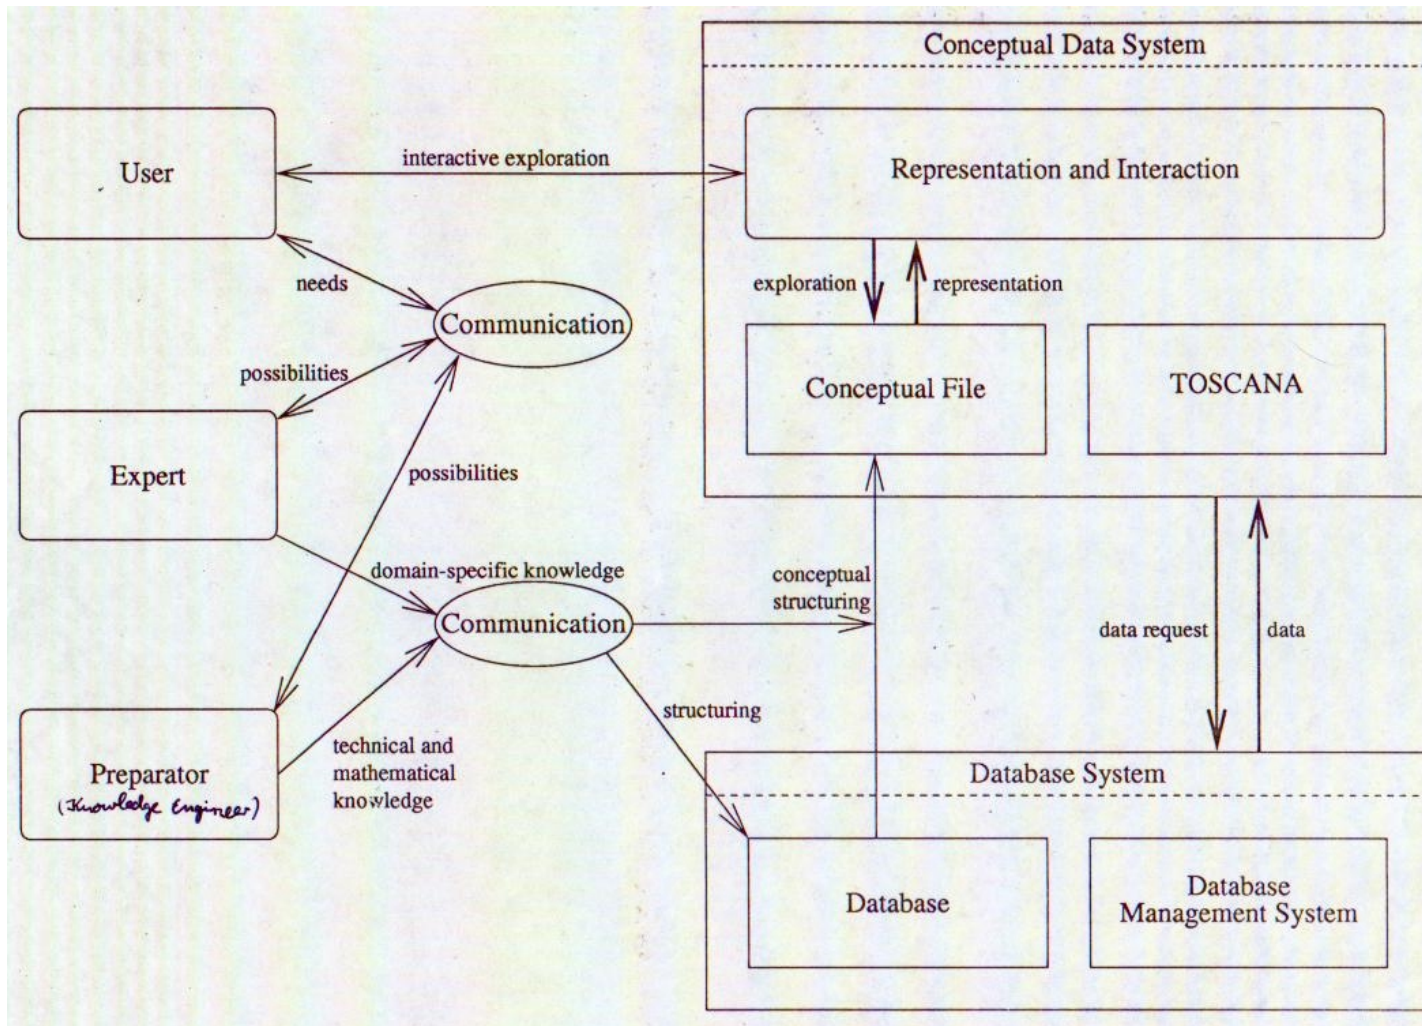 Conceptual Data System
User
interactive exploration
Representation and Interaction
needs
exploration
representation
Communication
possibilities
Conceptual File
TOSCANA
Expert
possibilities
domain-specific knowledge
Communication
conceptual
structuring
data request
data
structuring
Preparator
(Knowledge Engineer)
technical and
mathematical
knowledge
Database System
Database
Database
Management System